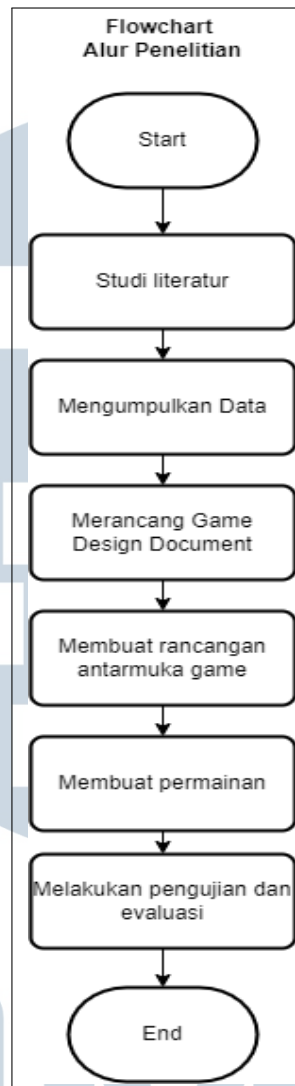 Flowchart
Alur Penelitian
Start
Studi literatur
Mengumpulkan Data
Merancang Game
Design Document
Membuat rancangan
antarmuka game
Membuat permainan
Melakukan pengujian dan
evaluasi
End